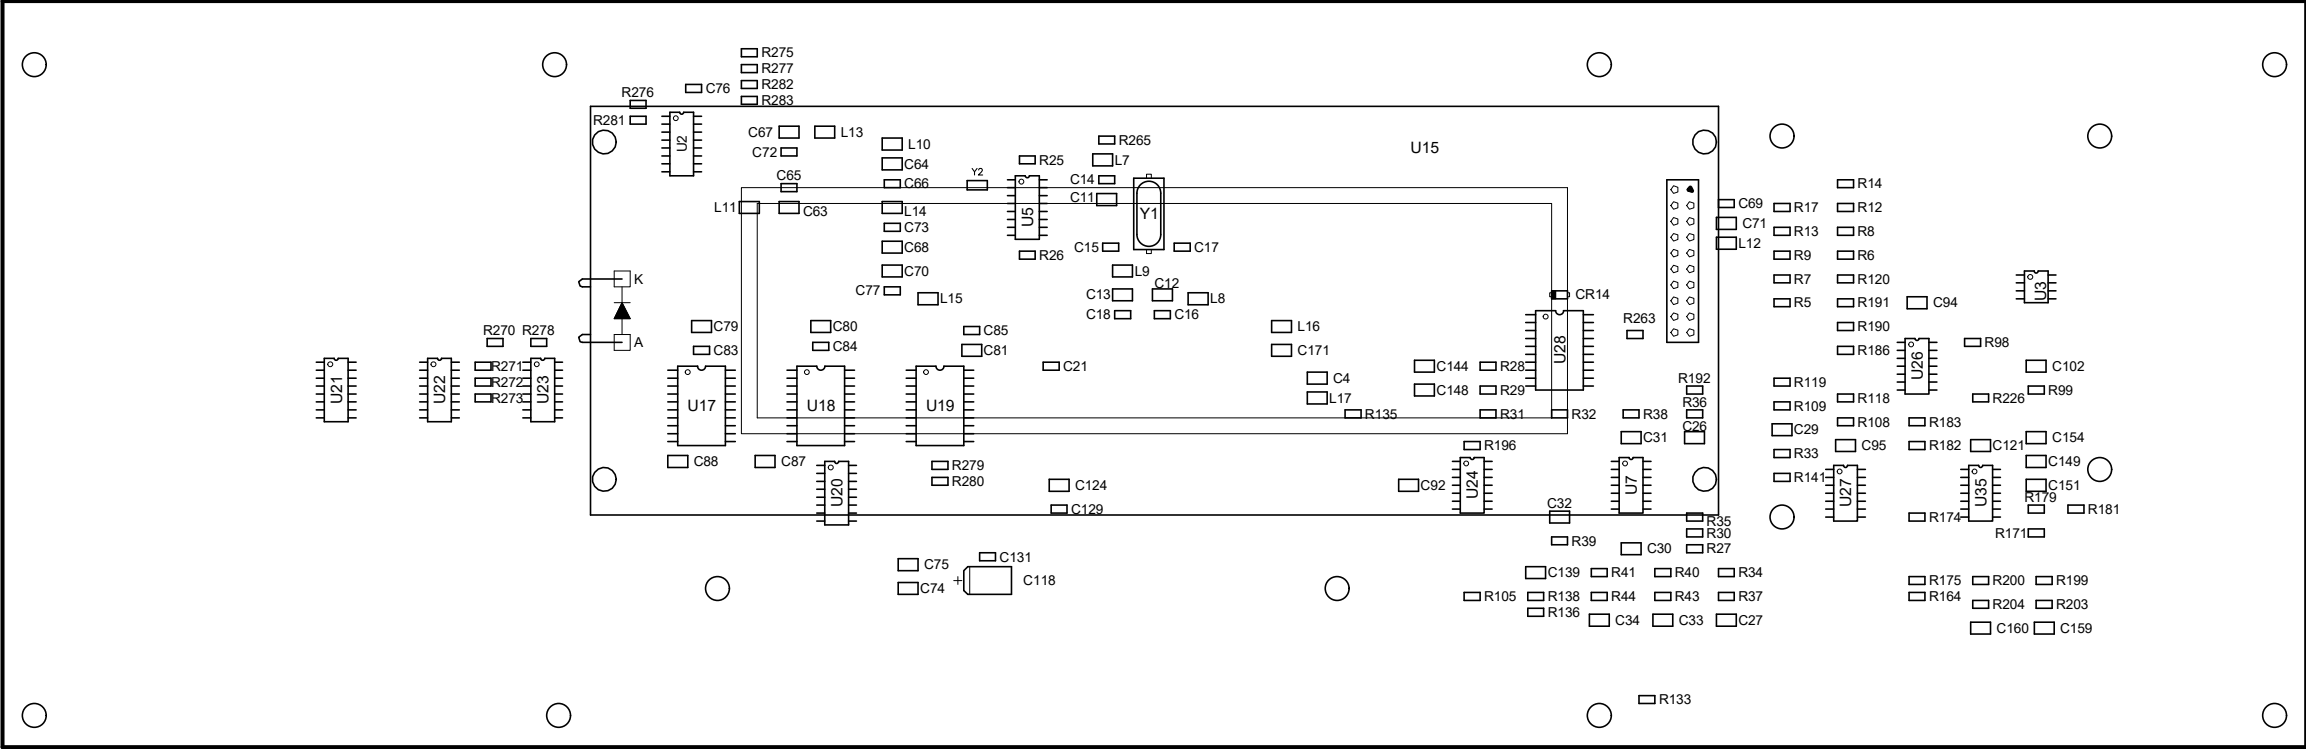 R275
R277
R276 C76 R282
R283
R281
C67 L13
U2 L10 R265 U15
C72 C64 R25 L7
C65 C66 Y2 C14 R14
C11
L11 C63 L14 U5 Y1 C69 R17 R12
C73 C71
C68 C15 C17 L12 R13 R8
R26 R9 R6
K C70 L9 R7 R120 U3
C77 L15 C13 C12 L8 CR14 R5 R191 C94
C18 C16
R270 R278 C79 C80 C85 L16 R263 R190
A C83 C84 C81 C171 U28 R186 U26 R98
R271 C21 C144 R28 C102
R272 C4 R192 R119
U21 U22 R273 U23 C148 R29 R99
U17 U18 U19 L17 R36 R109 R118 R226
R135 R31 R32 R38 C26 R108 R183
C31 C29 C154
R196 C95 R182 C121
C88 C87 R279 R33 C149
R280 R141
U20 C124 C92 U24 U7 U27 U35 C151
R179
C129 C32 R181
R35 R174
R30 R171
R39 C30 R27
C75 C131
C118 C139 R41 R40 R34 R175 R200 R199
C74 + R105 R138 R44 R43 R37 R164
R136 C34 C33 C27 R204 R203
C160 C159
R133